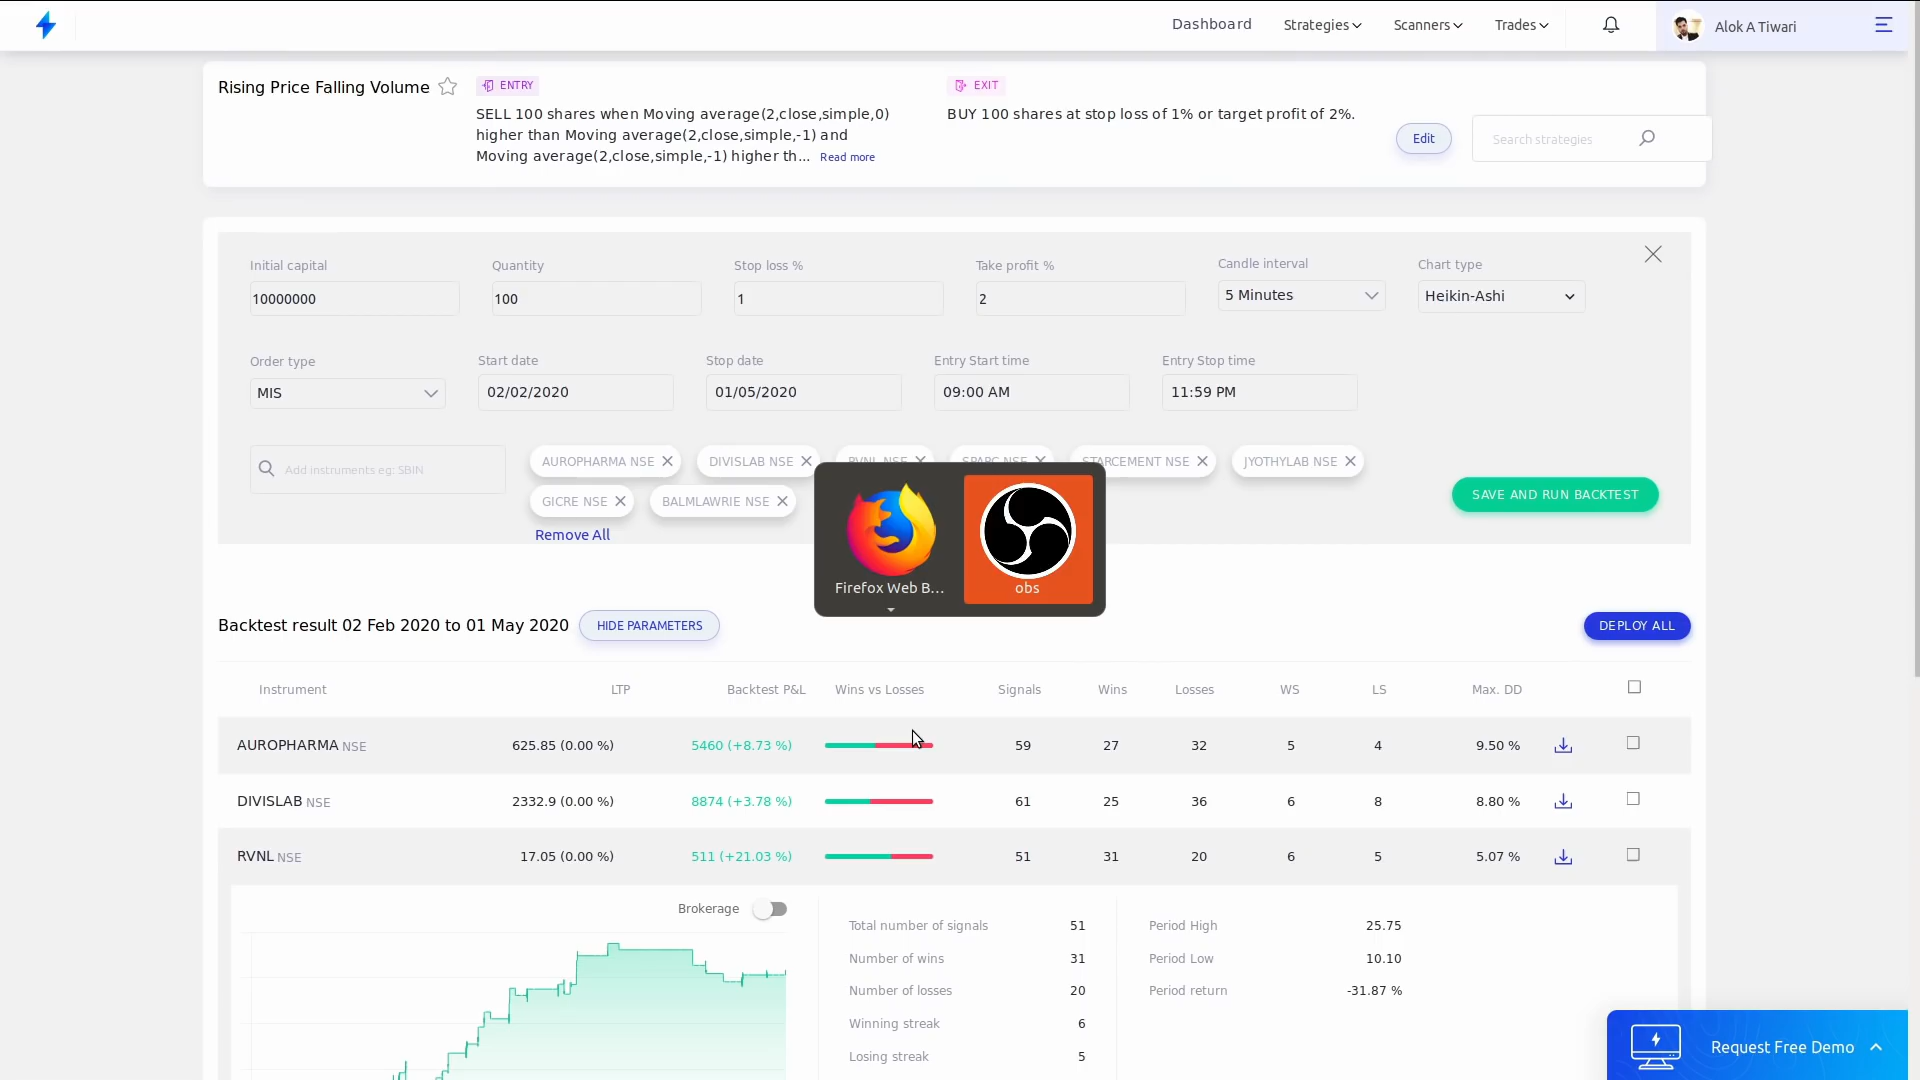 Dashboard
Strategies
Scanners
Trades
Alok A Tiwari
Rising Price Falling Volume
ENTRY
SELL 100 shares when Moving average(2,close,simple,0)
higher than Moving average(2,close,simple,-1) and
Moving average(2,close,simple,-1) higher th... Read more
EXIT
BUY 100 shares at stop loss of 1% or target profit of 2%.
Edit
Search strategies
Initial capital
10000000
Quantity
100
Stop loss %
1
Take profit %
2
Candle interval
5 Minutes
Chart type
Heikin-Ashi
Order type
MIS
Start date
02/02/2020
Stop date
01/05/2020
Entry Start time
09:00 AM
Entry Stop time
11:59 PM
Add instruments eg: SBIN
AUROPHARMA NSE
DIVISLAB NSE
RVNL NSE
SPARC NSE
STARCEMENT NSE
JYOTHYLAB NSE
GICRE NSE
BALMLAWRIE NSE
Remove All
SAVE AND RUN BACKTEST
Firefox Web B...
obs
Backtest result 02 Feb 2020 to 01 May 2020
HIDE PARAMETERS
DEPLOY ALL
Instrument LTP Backtest P&L Wins vs Losses Signals Wins Losses WS LS Max. DD
AUROPHARMA NSE 625.85 (0.00 %) 5460 (+8.73 %) 59 27 32 5 4 9.50 %
DIVISLAB NSE 2332.9 (0.00 %) 8874 (+3.78 %) 61 25 36 6 8 8.80 %
RVNL NSE 17.05 (0.00 %) 511 (+21.03 %) 51 31 20 6 5 5.07 %
Brokerage
Total number of signals 51
Number of wins 31
Number of losses 20
Winning streak 6
Losing streak 5
Period High 25.75
Period Low 10.10
Period return -31.87 %
Request Free Demo